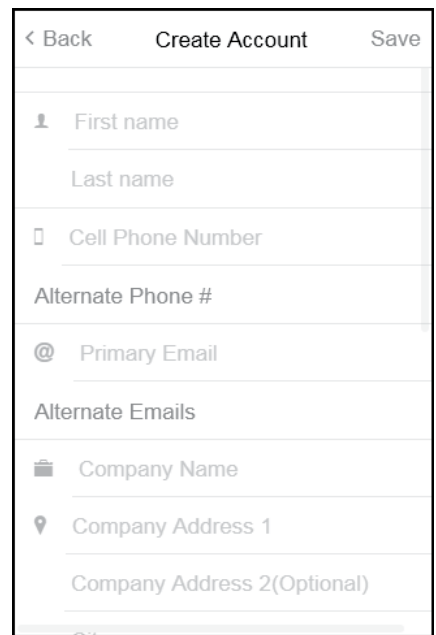 < Back Create Account Save
First name
Last name
Cell Phone Number
Alternate Phone #
@ Primary Email
Alternate Emails
Company Name
Company Address 1
Company Address 2(Optional)